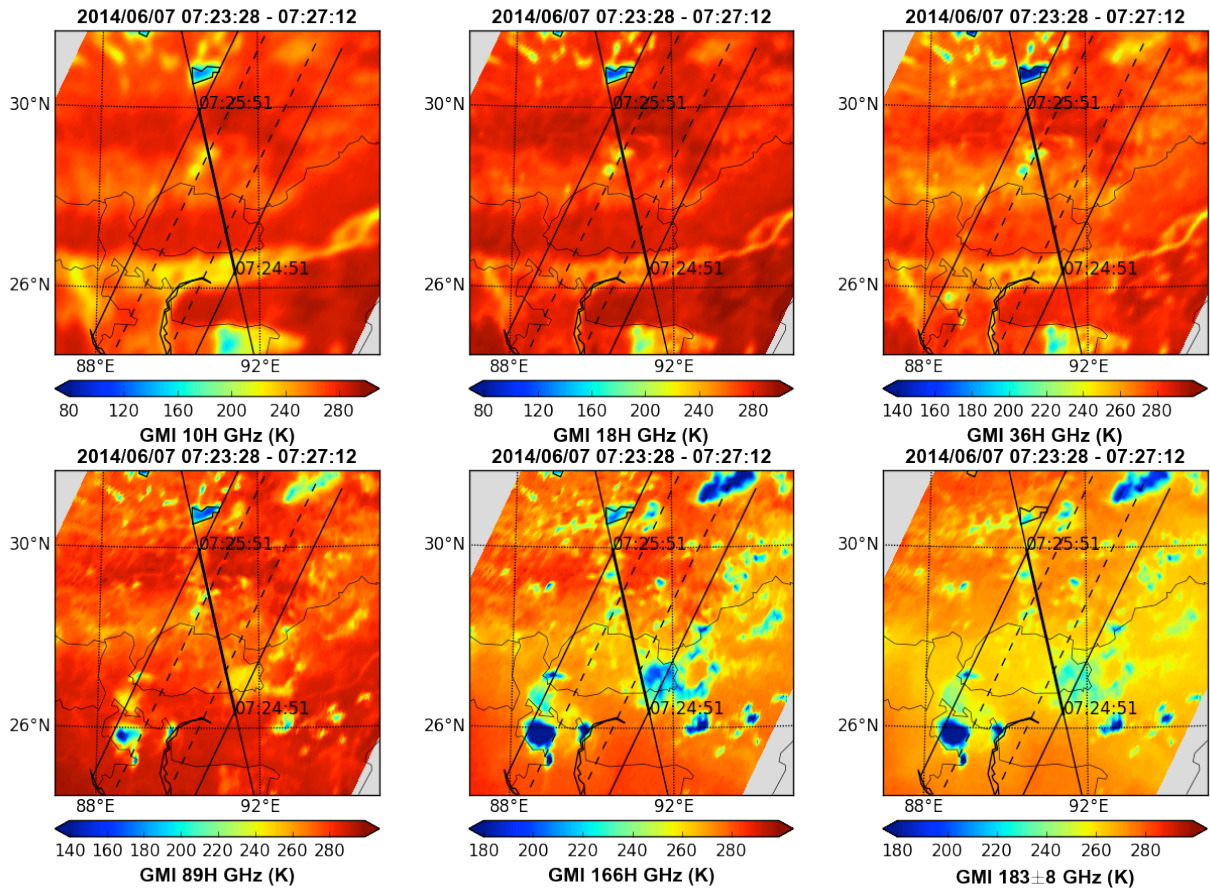 2014/06/07 07:23:28 - 07:27:12
30°N
26°N
07:25:51
07:24:51
88°E
92°E
80 120 160 200 240 280
GMI 10H GHz (K)
2014/06/07 07:23:28 - 07:27:12
30°N
26°N
07:25:51
07:24:51
88°E
92°E
80 120 160 200 240 280
GMI 18H GHz (K)
2014/06/07 07:23:28 - 07:27:12
30°N
26°N
07:25:51
07:24:51
88°E
92°E
140 160 180 200 220 240 260 280
GMI 36H GHz (K)
2014/06/07 07:23:28 - 07:27:12
30°N
26°N
07:25:51
07:24:51
88°E
92°E
140 160 180 200 220 240 260 280
GMI 89H GHz (K)
2014/06/07 07:23:28 - 07:27:12
30°N
26°N
07:25:51
07:24:51
88°E
92°E
180 200 220 240 260 280
GMI 166H GHz (K)
2014/06/07 07:23:28 - 07:27:12
30°N
26°N
07:25:51
07:24:51
88°E
92°E
180 200 220 240 260 280
GMI 183±8 GHz (K)